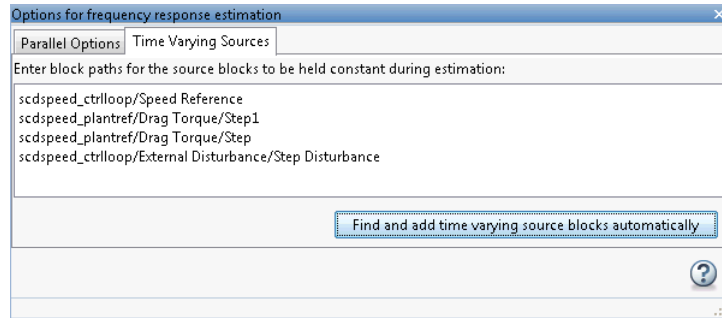 Options for frequency response estimation
Parallel Options Time Varying Sources
Enter block paths for the source blocks to be held constant during estimation:
scdspeed_ctrlloop/Speed Reference
scdspeed_plantref/Drag Torque/Step1
scdspeed_plantref/Drag Torque/Step
scdspeed_ctrlloop/External Disturbance/Step Disturbance
Find and add time varying source blocks automatically
?